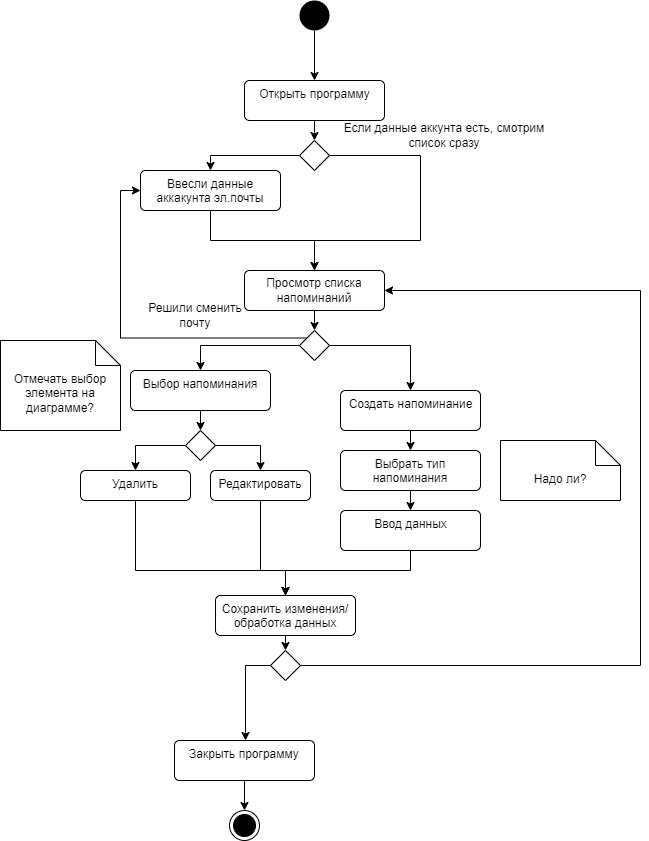 Открыть программу
Если данные аккунта есть, смотрим
список сразу
Ввесли данные
аккакунта эл.почты
Просмотр списка
напоминаний
Решили сменить
почту
Отмечать выбор
элемента на
диаграмме?
Выбор напоминания
Создать напоминание
Удалить
Редактировать
Выбрать тип
напоминания
Надо ли?
Ввод данных
Сохранить изменения/
обработка данных
Закрыть программу